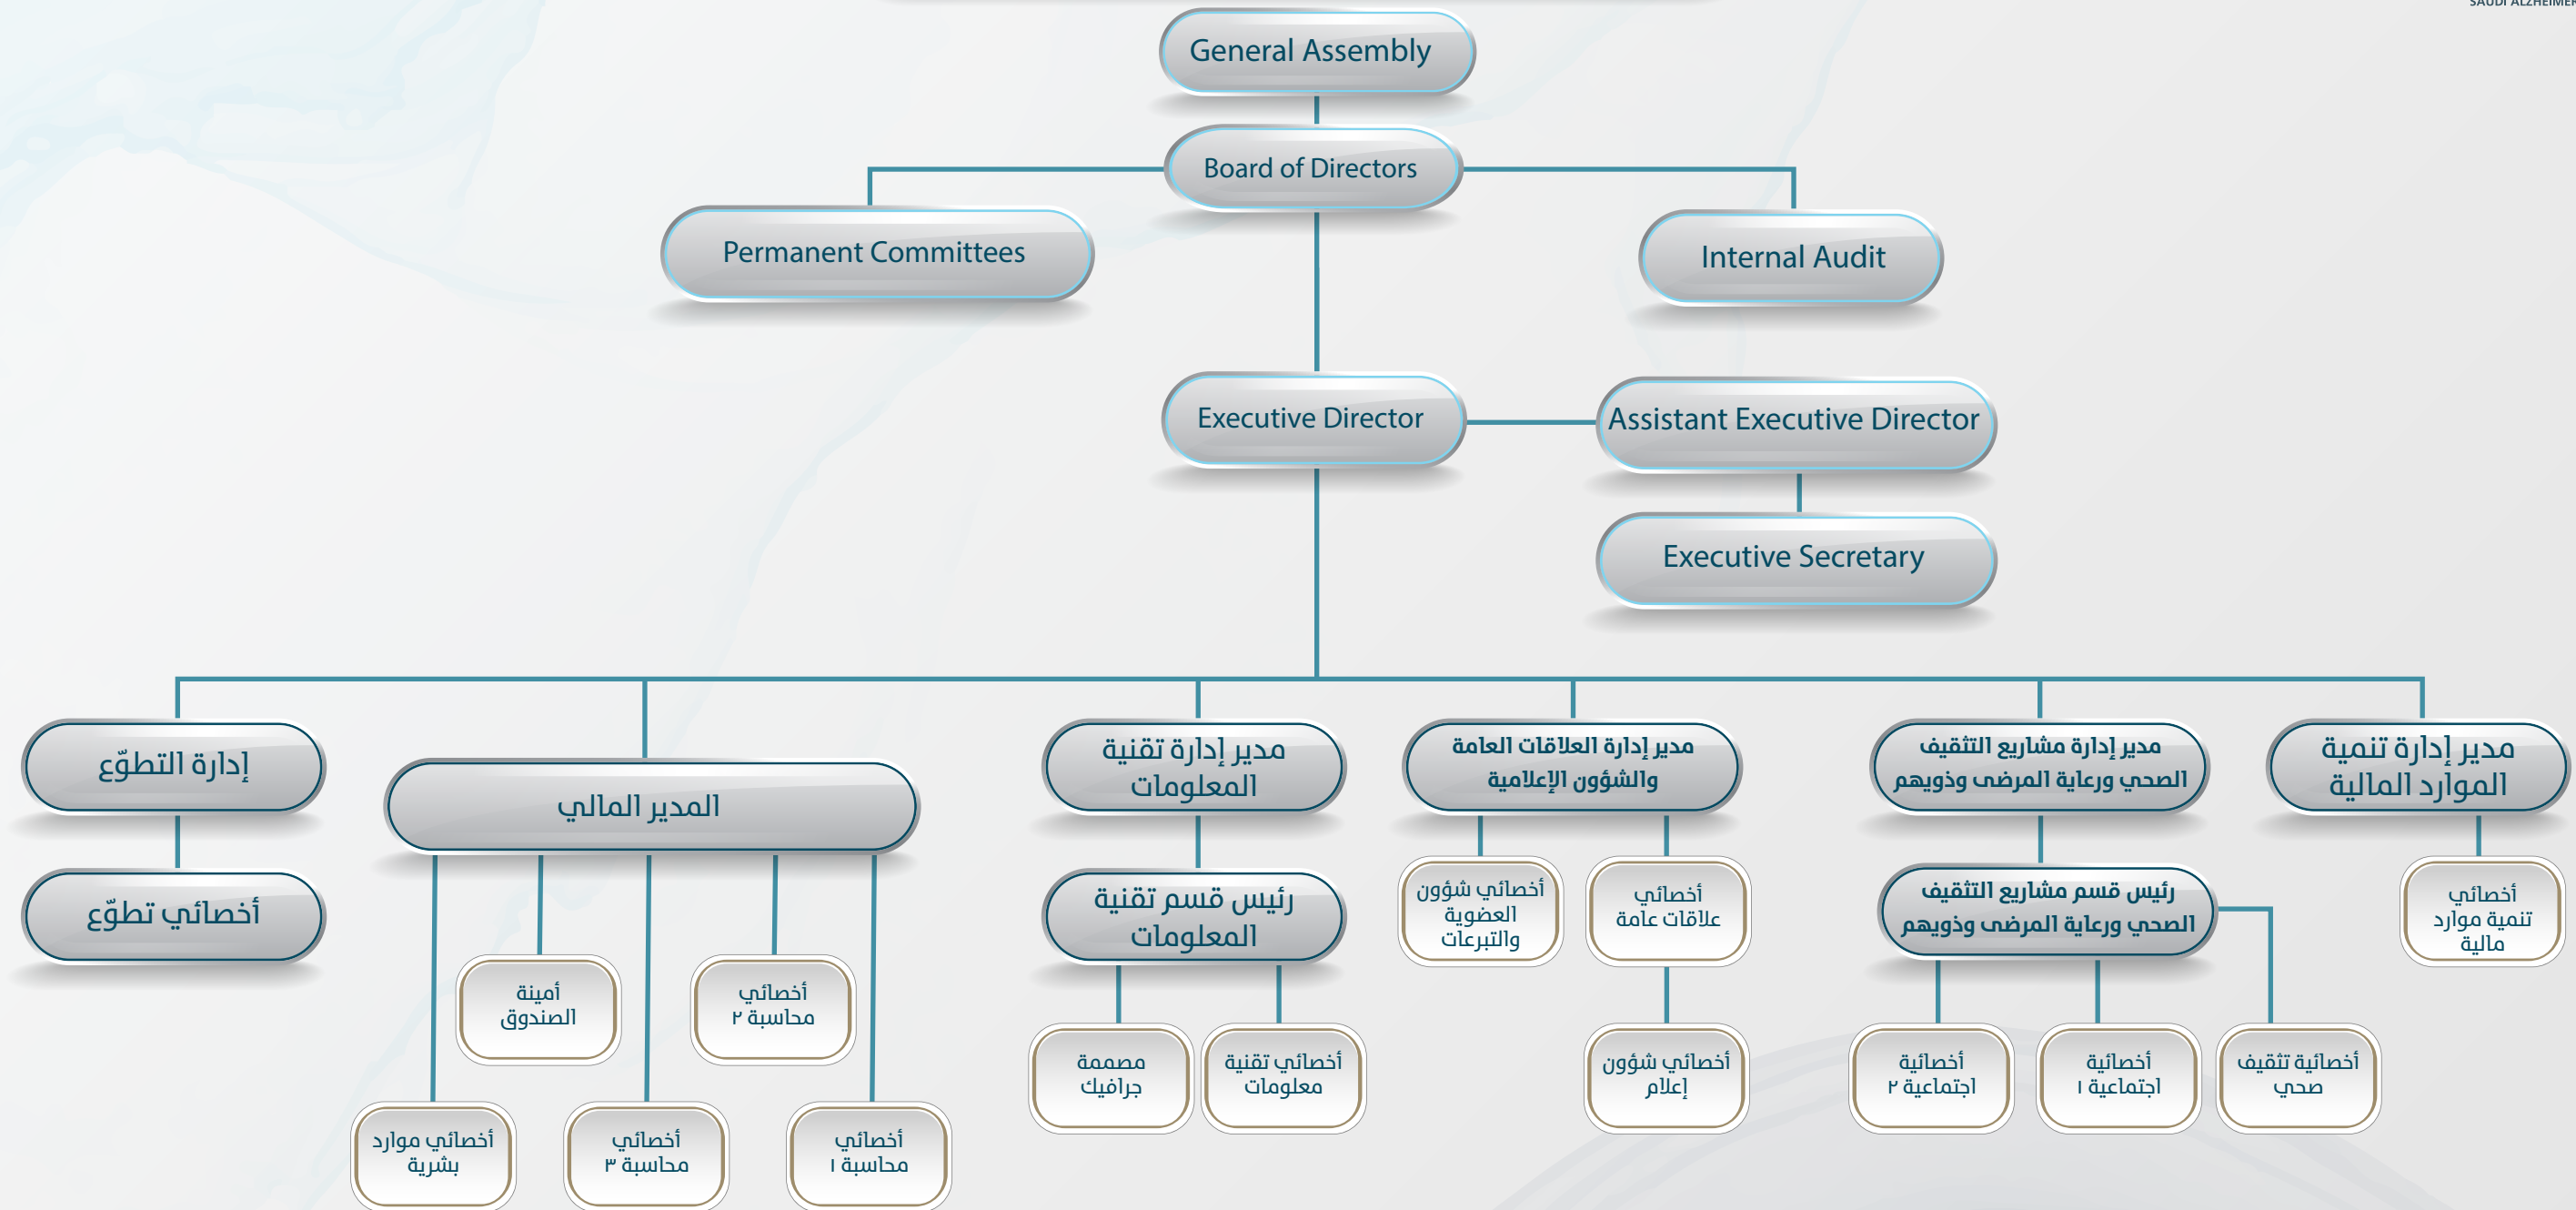 SAUDI ALZHEIMER
General Assembly
Board of Directors
Permanent Committees
Internal Audit
Executive Director
Assistant Executive Director
Executive Secretary
مدير إدارة تنمية
الموارد المالية
مدير إدارة مشاريع التثقيف
الصحي ورعاية المرضى وذويهم
مدير إدارة العلاقات العامة
والشؤون الإعلامية
مدير إدارة تقنية
المعلومات
المدير المالي
إدارة التطوّع
أخصائي
تنمية موارد
مالية
رئيس قسم مشاريع التثقيف
الصحي ورعاية المرضى وذويهم
أخصائي
علاقات عامة
أخصائي شؤون
العضوية
والتبرعات
رئيس قسم تقنية
المعلومات
أخصائي تطوّع
أخصائي
محاسبة ٢
أمينة
الصندوق
أخصائية تثقيف
صحي
أخصائية
اجتماعية ١
أخصائية
اجتماعية ٢
أخصائي شؤون
إعلام
أخصائي تقنية
معلومات
مصممة
جرافيك
أخصائي
محاسبة ١
أخصائي
محاسبة ٣
أخصائي موارد
بشرية